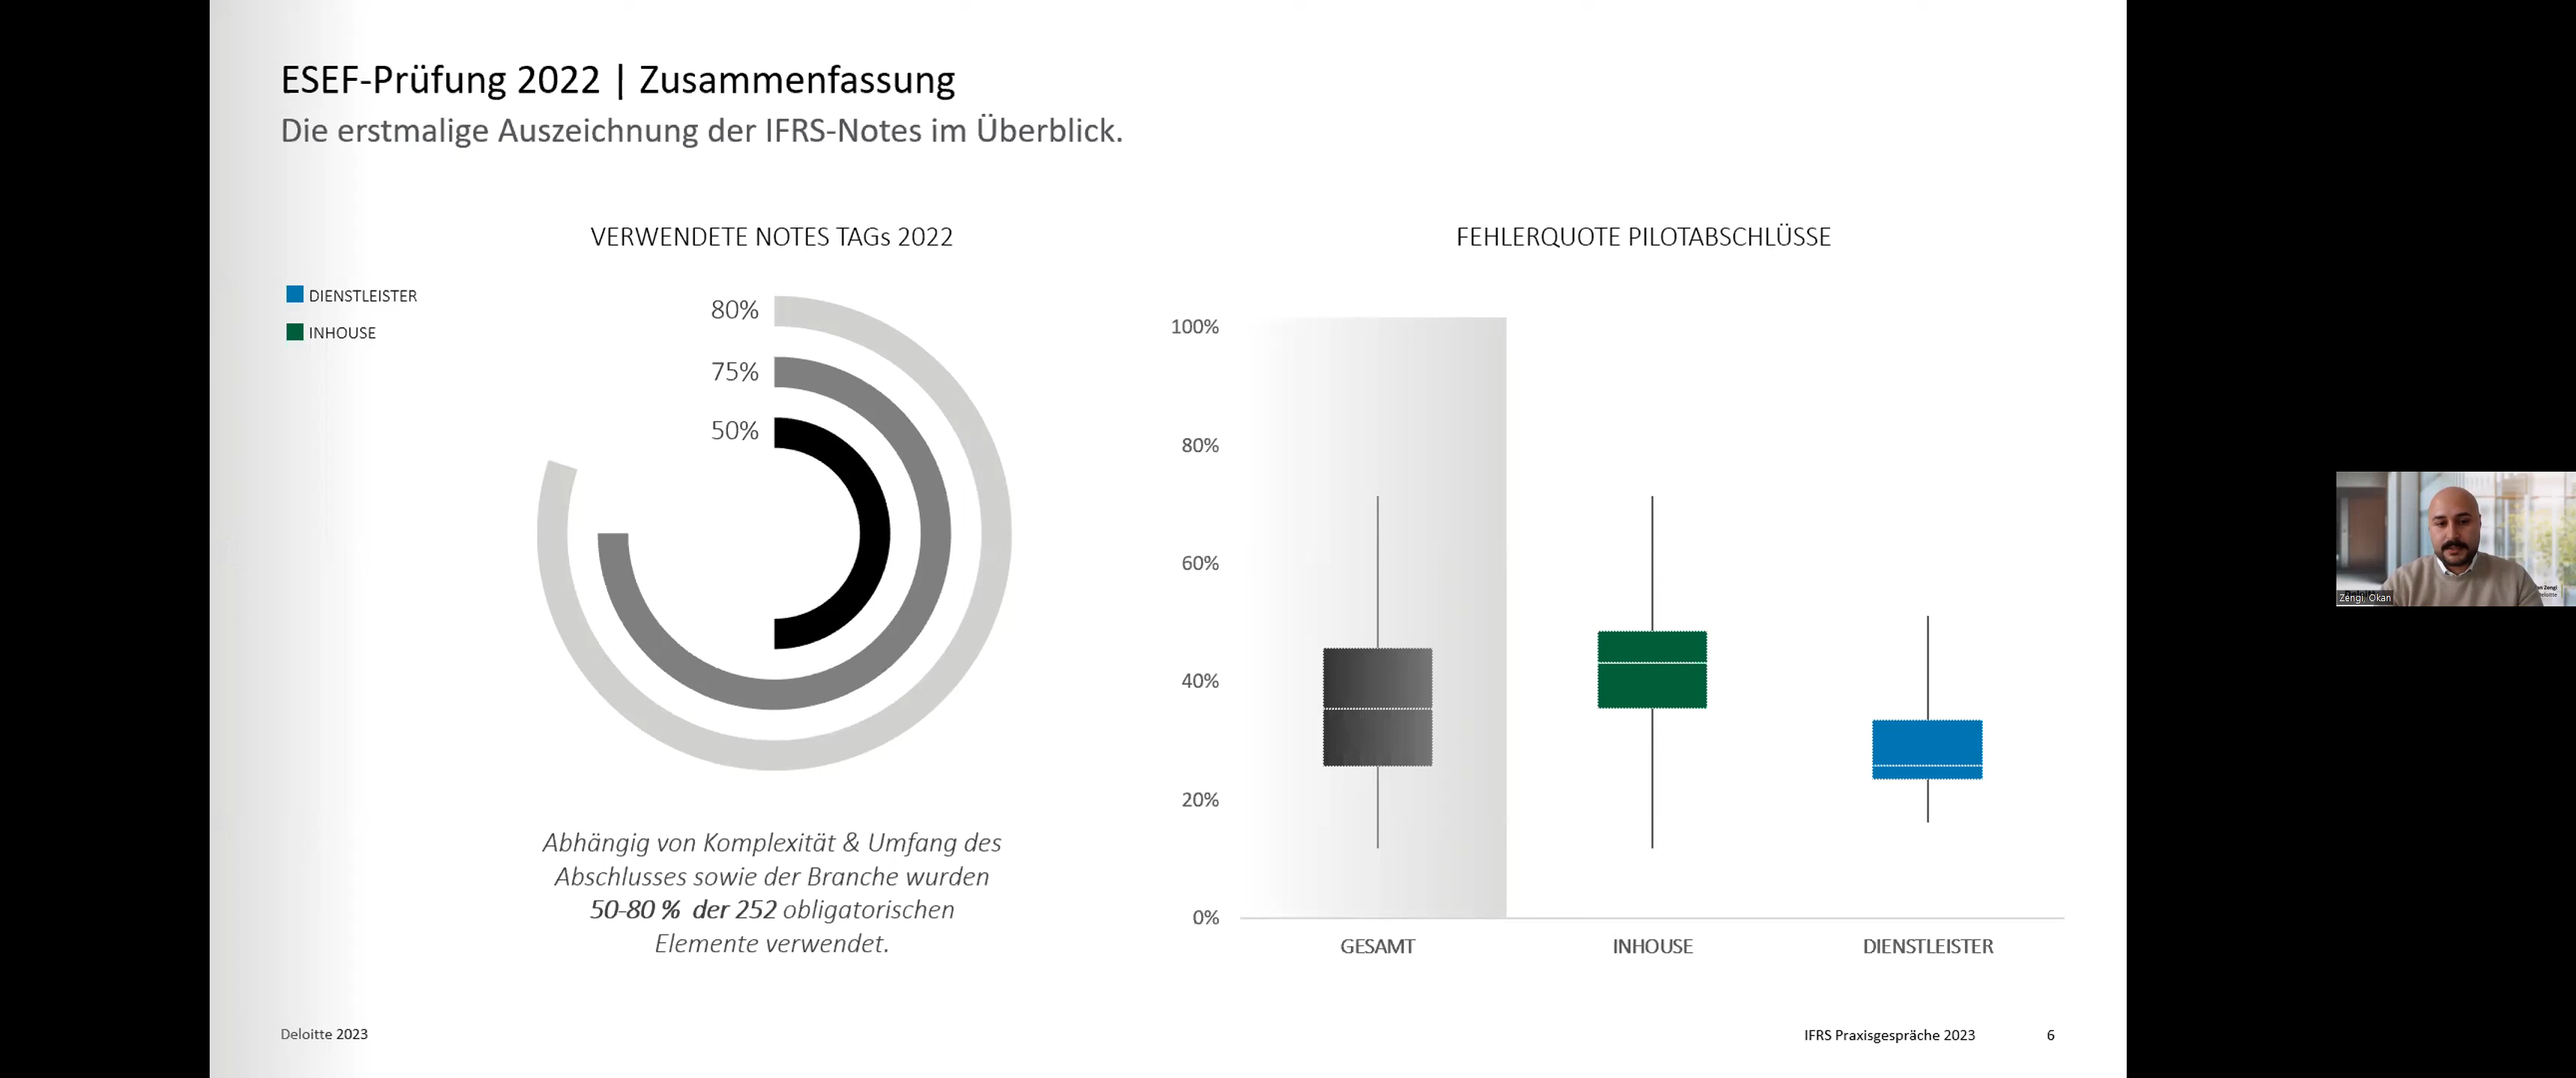 ESEF-Prüfung 2022 | Zusammenfassung
Die erstmalige Auszeichnung der IFRS-Notes im Überblick.
VERWENDETE NOTES TAGs 2022
DIENSTLEISTER
INHOUSE
80%
75%
50%
Abhängig von Komplexität & Umfang des
Abschlusses sowie der Branche wurden
50-80 % der 252 obligatorischen
Elemente verwendet.
FEHLERQUOTE PILOTABSCHLÜSSE
100%
80%
60%
40%
20%
0%
GESAMT
INHOUSE
DIENSTLEISTER
Deloitte 2023
IFRS Praxisgespräche 2023
6
Zengi, Okan